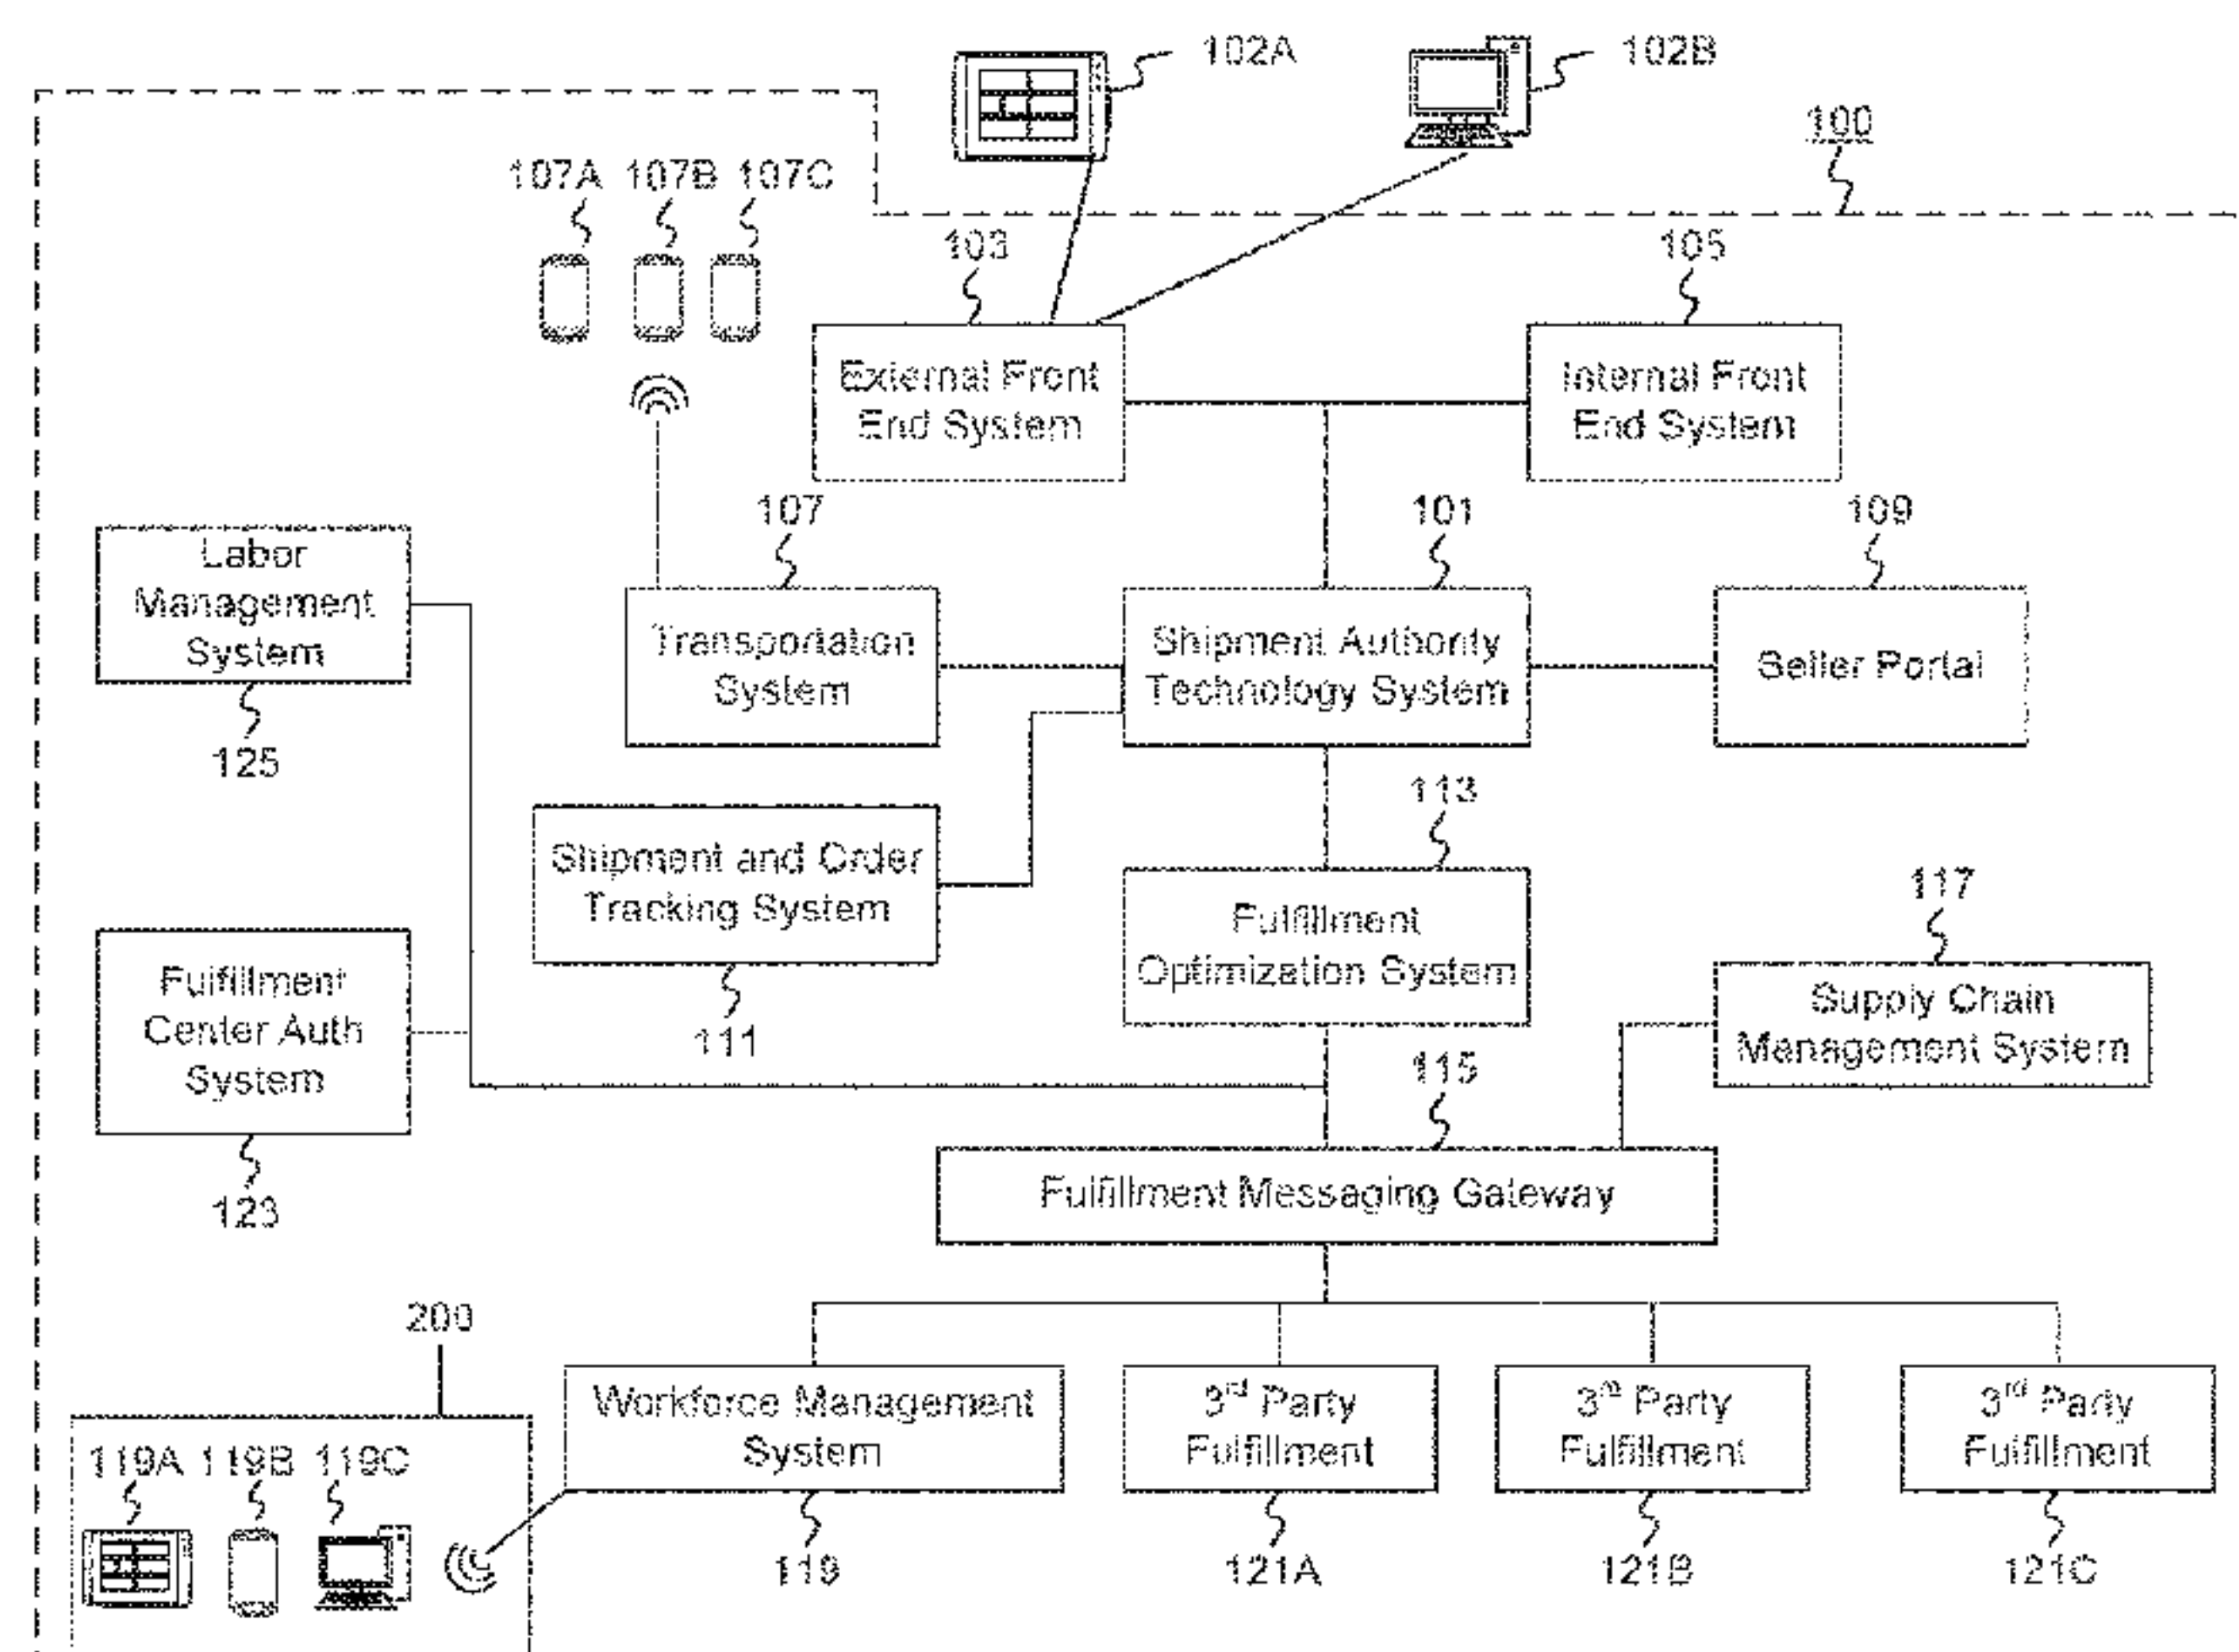 102A
102B
100
107A 107B 107C
103
105
External Front
End System
Internal Front
End System
107
101
109
Labor
Management
System
Transportation
System
Shipment Authority
Technology System
Seller Portal
125
113
Shipment and Order
Tracking System
117
Fulfillment
Optimization System
Fulfillment
Center Auth
System
Supply Chain
Management System
111
115
123
Fulfillment Messaging Gateway
200
Workforce Management
System
3rd Party
Fulfillment
3rd Party
Fulfillment
3rd Party
Fulfillment
119A 119B 119C
119
121A
121B
121C